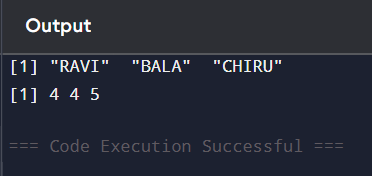 Output
[1] "RAVI"  "BALA"  "CHIRU"
[1] 4 4 5
=== Code Execution Successful ===